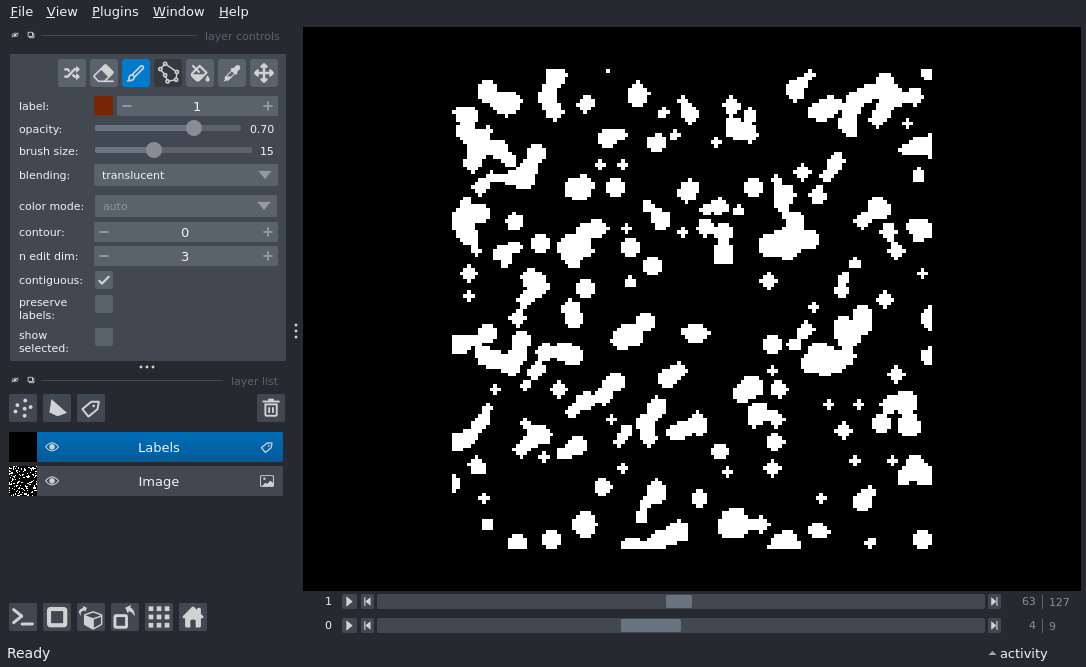 File View Plugins Window Help
layer controls
label: 1
opacity: 0.70
brush size: 15
blending: translucent
color mode: auto
contour: 0
n edit dim: 3
contiguous:
preserve
labels:
show
selected:
layer list
Labels
Image
1 63 127
0 4 9
Ready activity